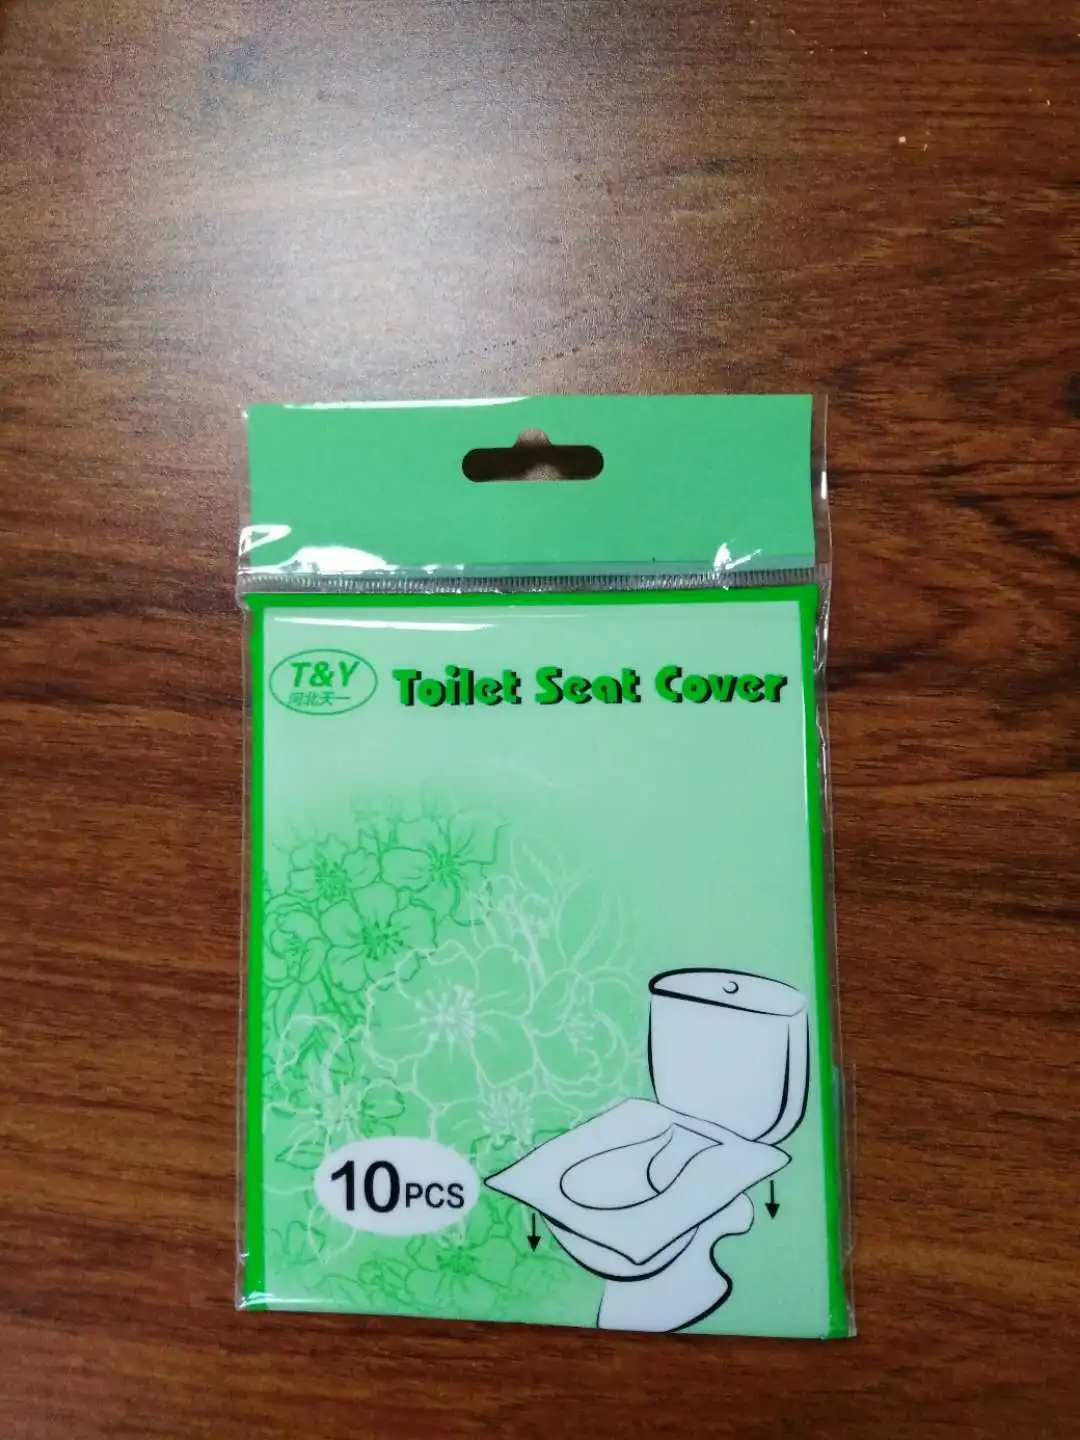 T&Y
河北天一
Toilet Seat Cover
10PCS